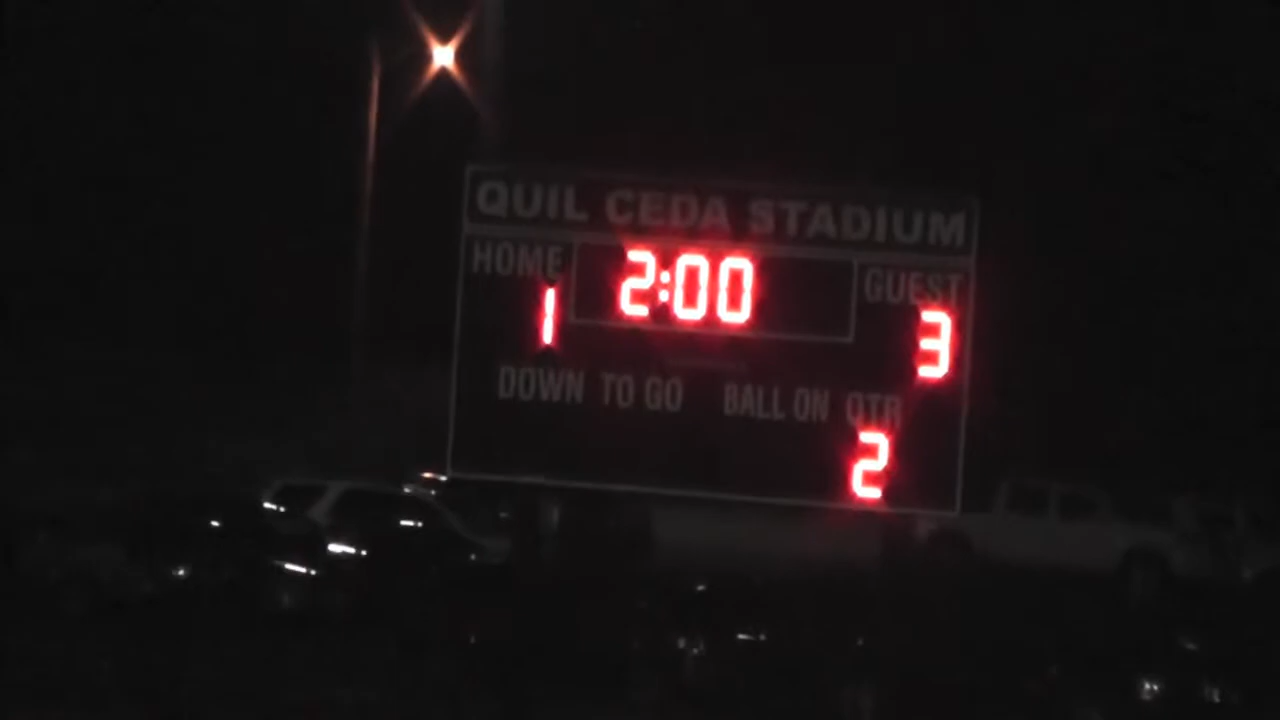 QUIL CEDA STADIUM
HOME 2:00 GUEST
1 3
DOWN TO GO BALL ON QTR
2